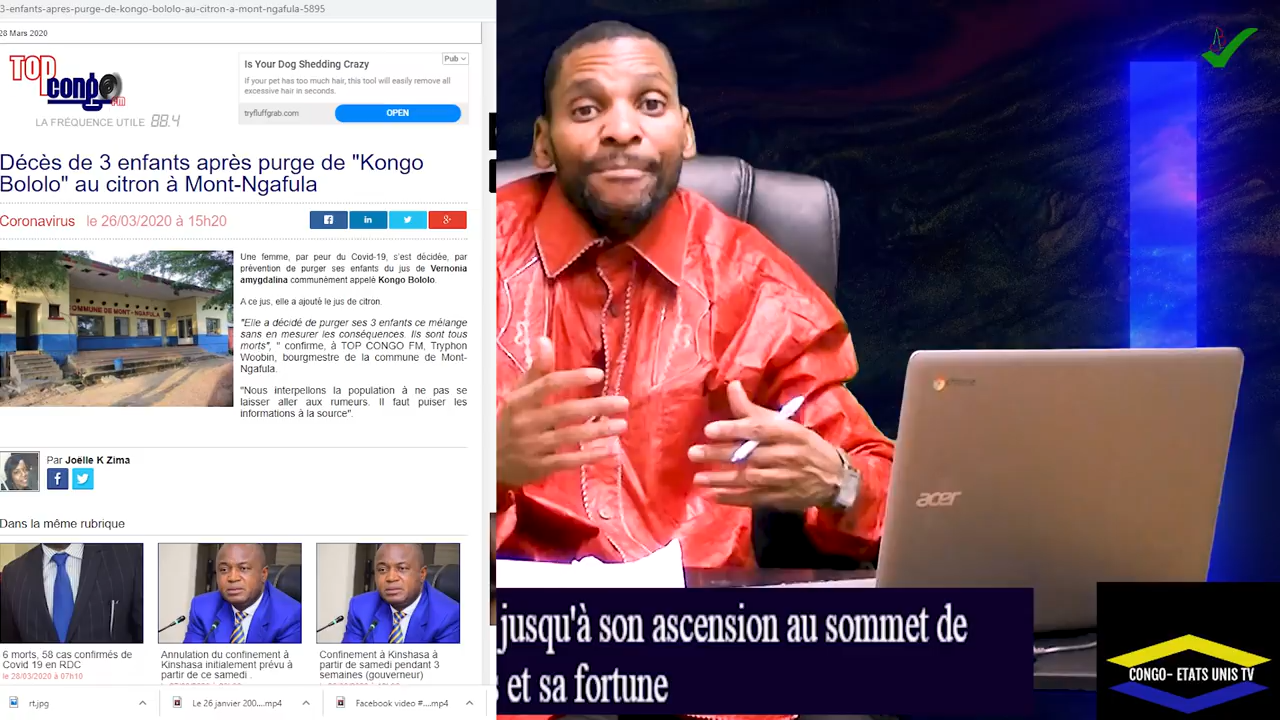 3-enfants-apres-purge-de-kongo-bololo-au-citron-a-mont-ngafula-5895
28 Mars 2020
TOP
congo
fm
LA FRÉQUENCE UTILE 88.4
Is Your Dog Shedding Crazy
Pub
If your pet has too much hair, this tool will easily remove all
excessive hair in seconds.
tryfluffgrab.com
OPEN
Décès de 3 enfants après purge de "Kongo
Bololo" au citron à Mont-Ngafula
Coronavirus le 26/03/2020 à 15h20
COMMUNE DE MONT-NGAFULA
Une femme, par peur du Covid-19, s'est décidée, par
prévention de purger ses enfants du jus de Vernonia
amygdalina communément appelé Kongo Bololo.
A ce jus, elle a ajouté le jus de citron.
"Elle a décidé de purger ses 3 enfants ce mélange
sans en mesurer les conséquences. Ils sont tous
morts", " confirme, à TOP CONGO FM, Tryphon
Woobin, bourgmestre de la commune de Mont-
Ngafula.
"Nous interpellons la population à ne pas se
laisser aller aux rumeurs. Il faut puiser les
informations à la source".
Par Joëlle K Zima
Dans la même rubrique
6 morts, 58 cas confirmés de
Covid 19 en RDC
le 28/03/2020 à 07h10
Annulation du confinement à
Kinshasa initialement prévu à
partir de ce samedi .
Confinement à Kinshasa à
partir de samedi pendant 3
semaines (gouverneur)
rt.jpg
Le 26 janvier 200....mp4
Facebook video #....mp4
acer
jusqu'à son ascension au sommet de
et sa fortune
CONGO- ETATS UNIS TV